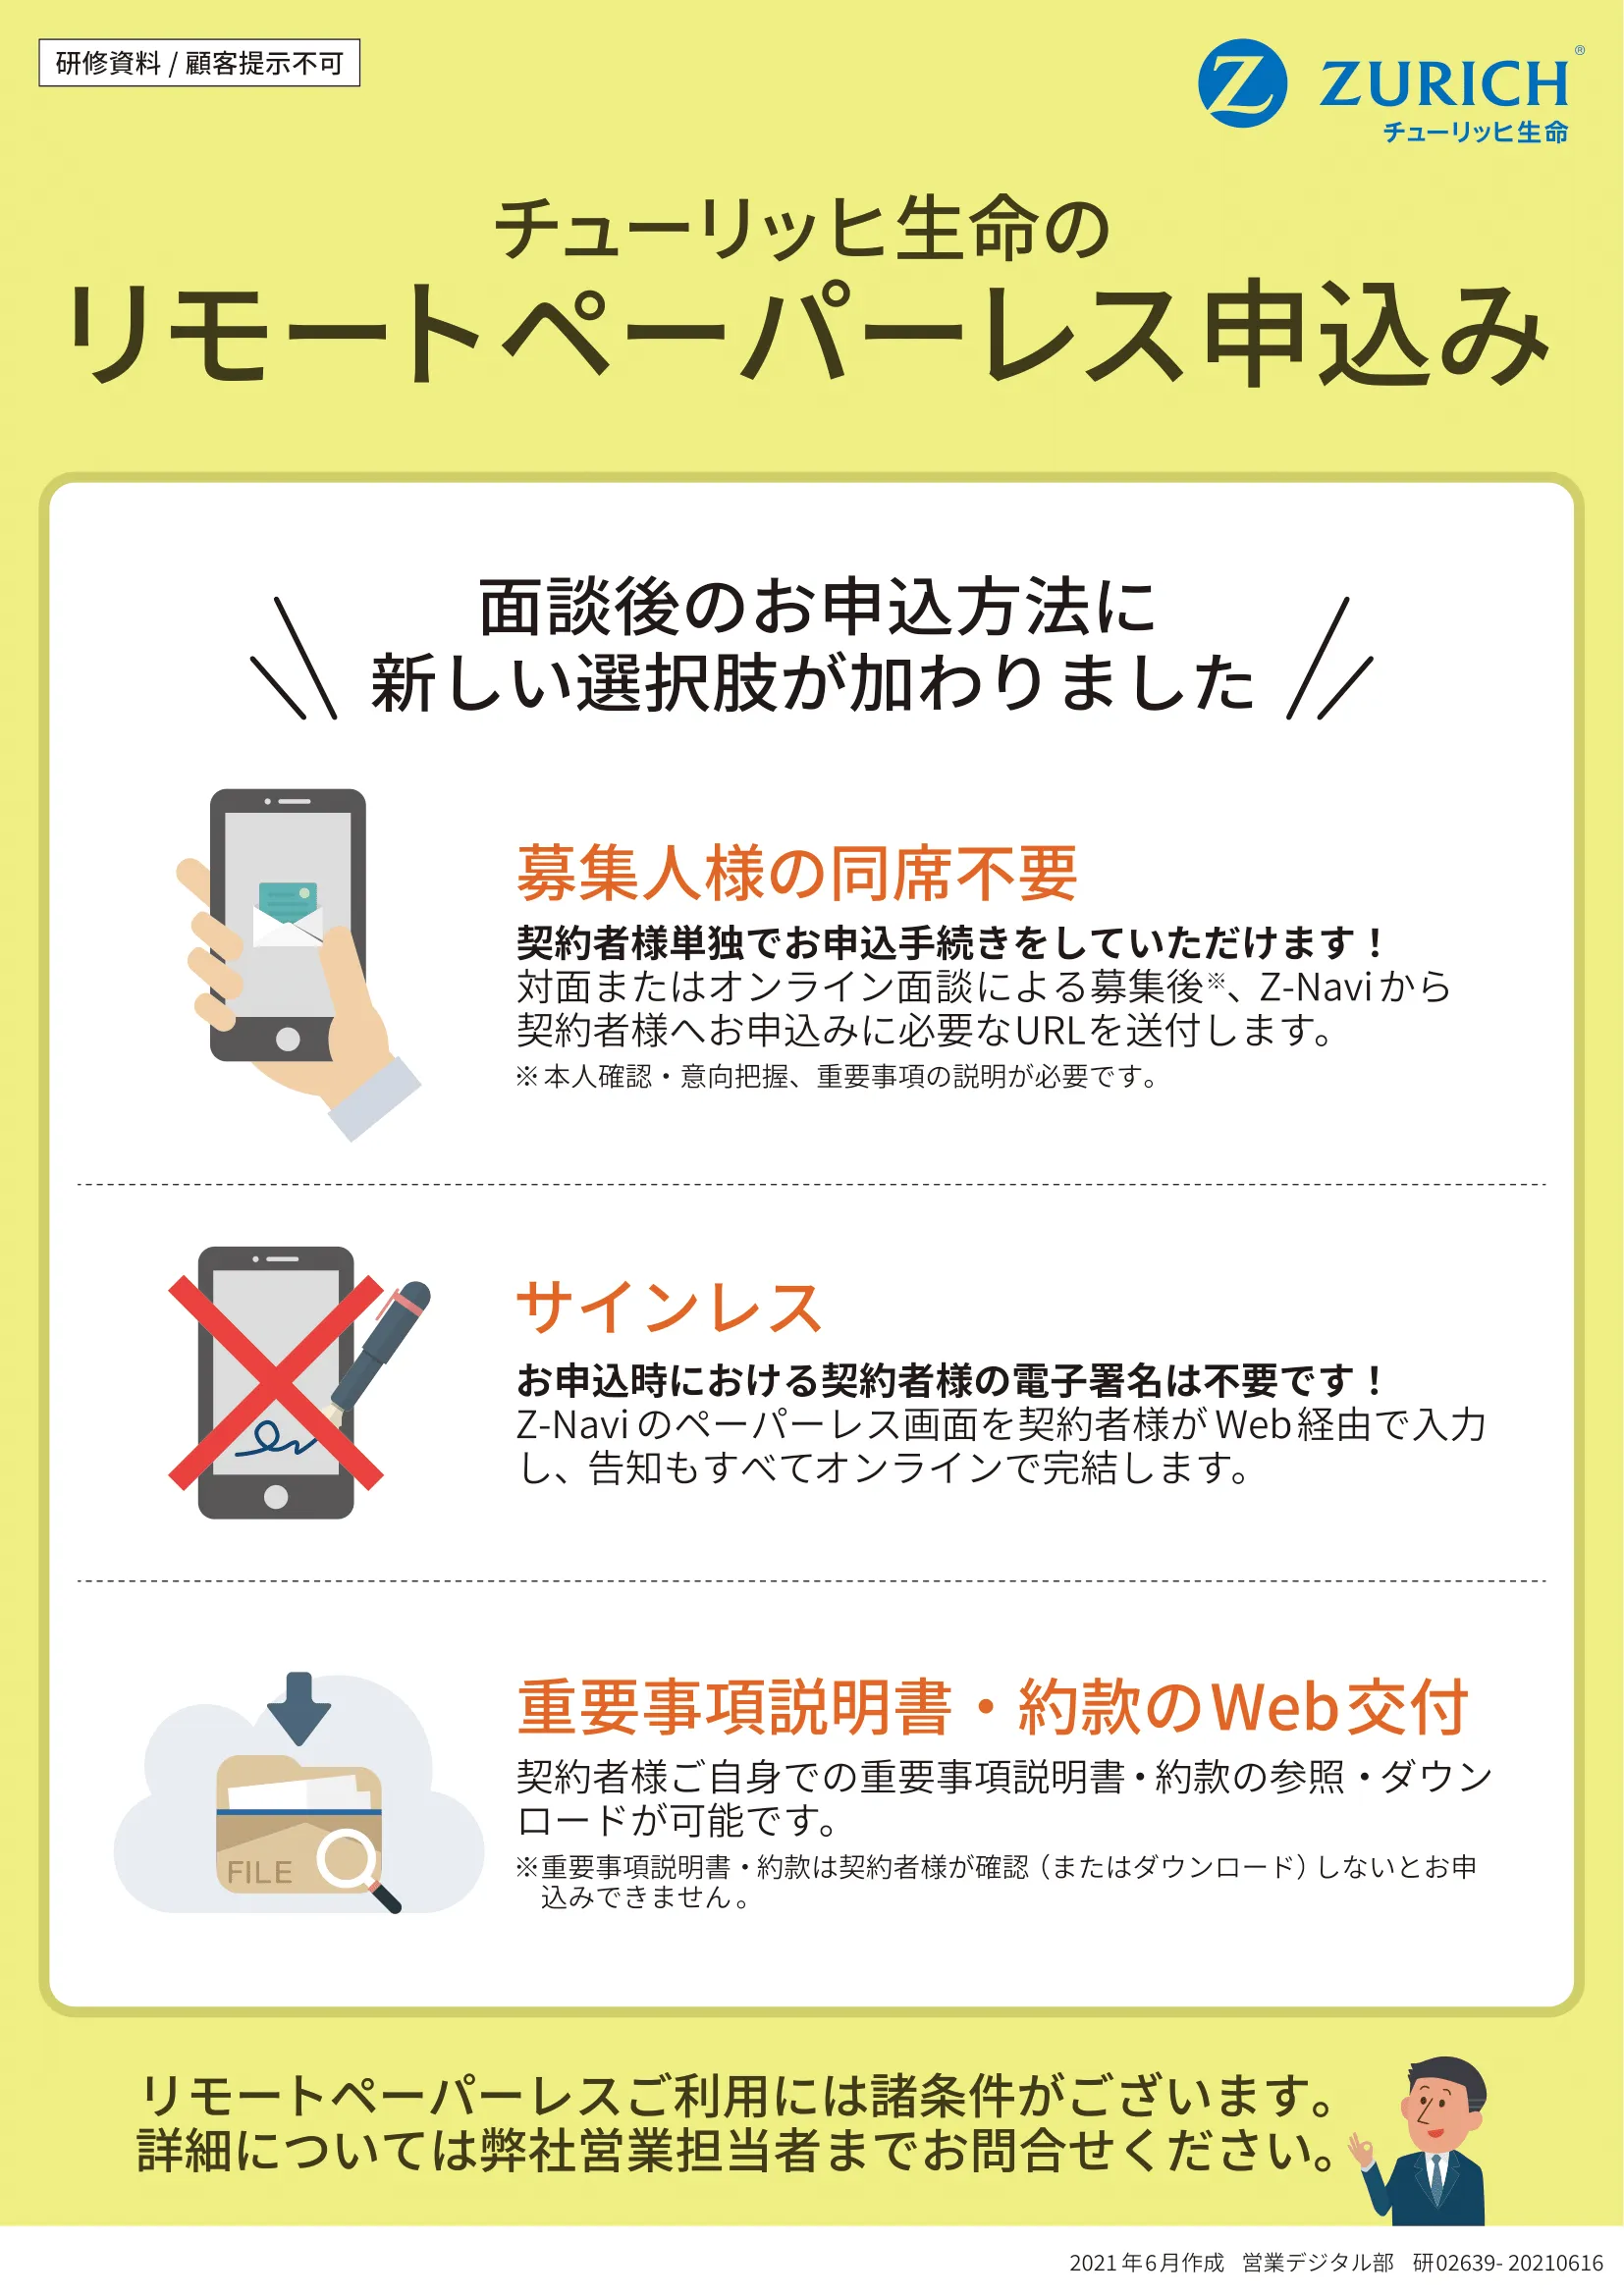 研修資料 / 顧客提示不可
ZURICH®
チューリッヒ生命
チューリッヒ生命の
リモートペーパーレス申込み
面談後のお申込方法に
新しい選択肢が加わりました
募集人様の同席不要
契約者様単独でお申込手続きをしていただけます！
対面またはオンライン面談による募集後※、Z-Naviから
契約者様へお申込みに必要なURLを送付します。
※本人確認・意向把握、重要事項の説明が必要です。
サインレス
お申込時における契約者様の電子署名は不要です！
Z-Naviのペーパーレス画面を契約者様がWeb経由で入力
し、告知もすべてオンラインで完結します。
重要事項説明書・約款のWeb交付
契約者様ご自身での重要事項説明書・約款の参照・ダウン
ロードが可能です。
※重要事項説明書・約款は契約者様が確認（またはダウンロード）しないとお申
込みできません。
FILE
リモートペーパーレスご利用には諸条件がございます。
詳細については弊社営業担当者までお問合せください。
2021年6月作成 営業デジタル部 研02639- 20210616